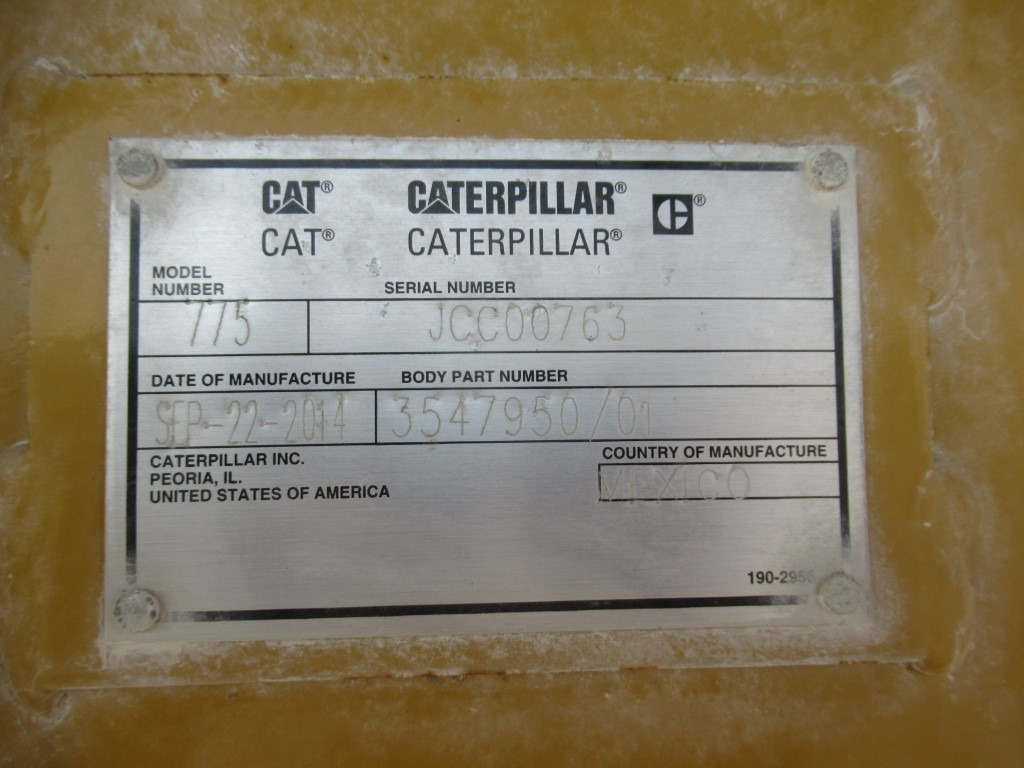 CAT® CATERPILLAR® ®
CAT® CATERPILLAR®
MODEL
NUMBER SERIAL NUMBER
775 JCC00763
DATE OF MANUFACTURE BODY PART NUMBER
SEP-22-2014 3547950/01
CATERPILLAR INC. COUNTRY OF MANUFACTURE
PEORIA, IL. MEXICO
UNITED STATES OF AMERICA